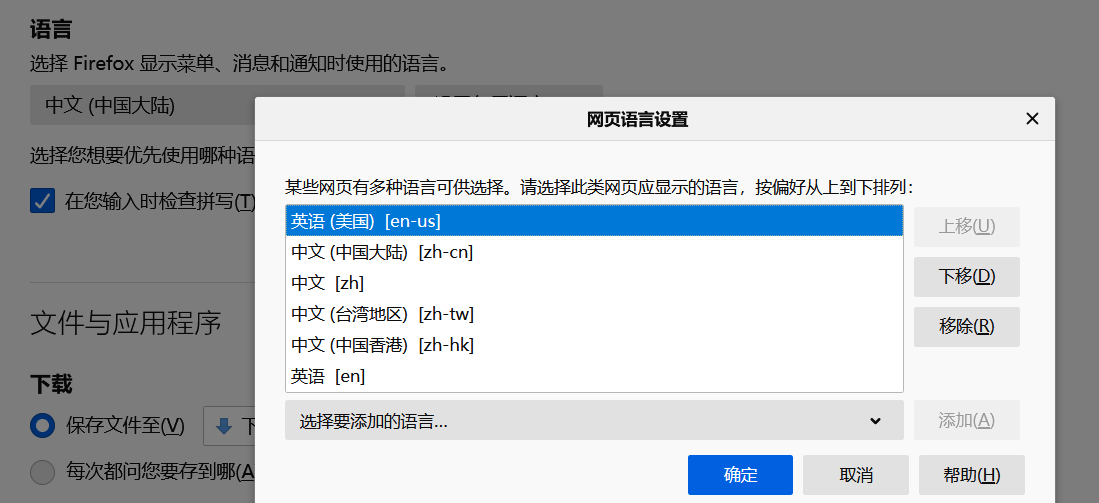 语言
选择 Firefox 显示菜单、消息和通知时使用的语言。
中文 (中国大陆)
网页语言设置
选择您想要优先使用哪种语
在您输入时检查拼写(T)
某些网页有多种语言可供选择。请选择此类网页应显示的语言，按偏好从上到下排列：
英语 (美国) [en-us]
上移(U)
中文 (中国大陆) [zh-cn]
中文 [zh]
下移(D)
中文 (台湾地区) [zh-tw]
移除(R)
中文 (中国香港) [zh-hk]
英语 [en]
文件与应用程序
下载
选择要添加的语言...
添加(A)
保存文件至(V)
下
每次都问您要存到哪(A
确定
取消
帮助(H)